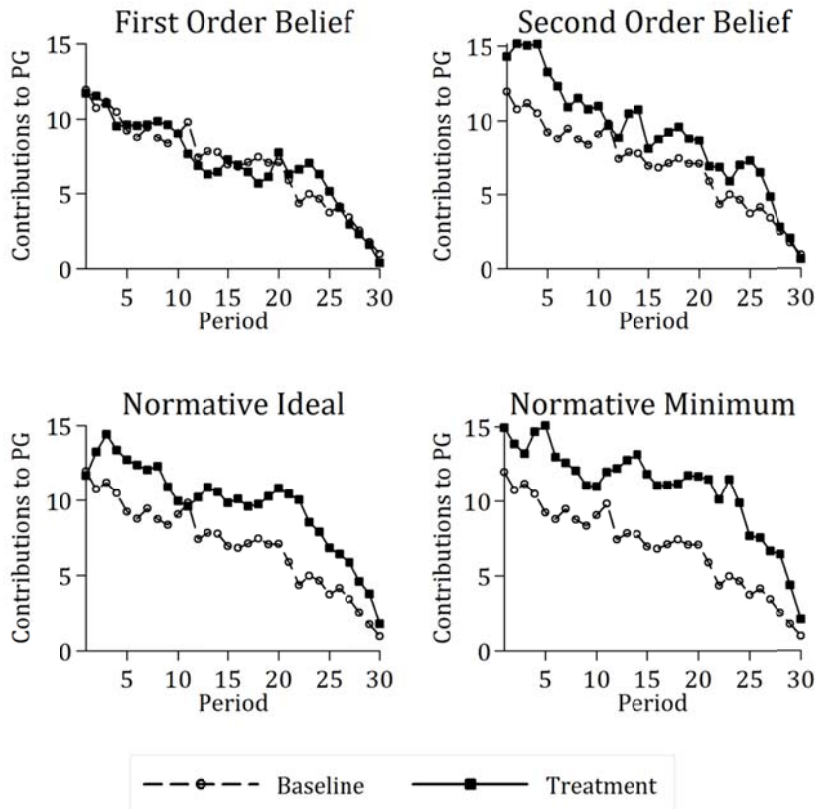 First Order Belief
Contributions to PG
15
10
5
0
5 10 15 20 25 30
Period
Second Order Belief
Contributions to PG
15
10
5
0
5 10 15 20 25 30
Period
Normative Ideal
Contributions to PG
15
10
5
0
5 10 15 20 25 30
Period
Normative Minimum
Contributions to PG
15
10
5
0
5 10 15 20 25 30
Period
Baseline Treatment